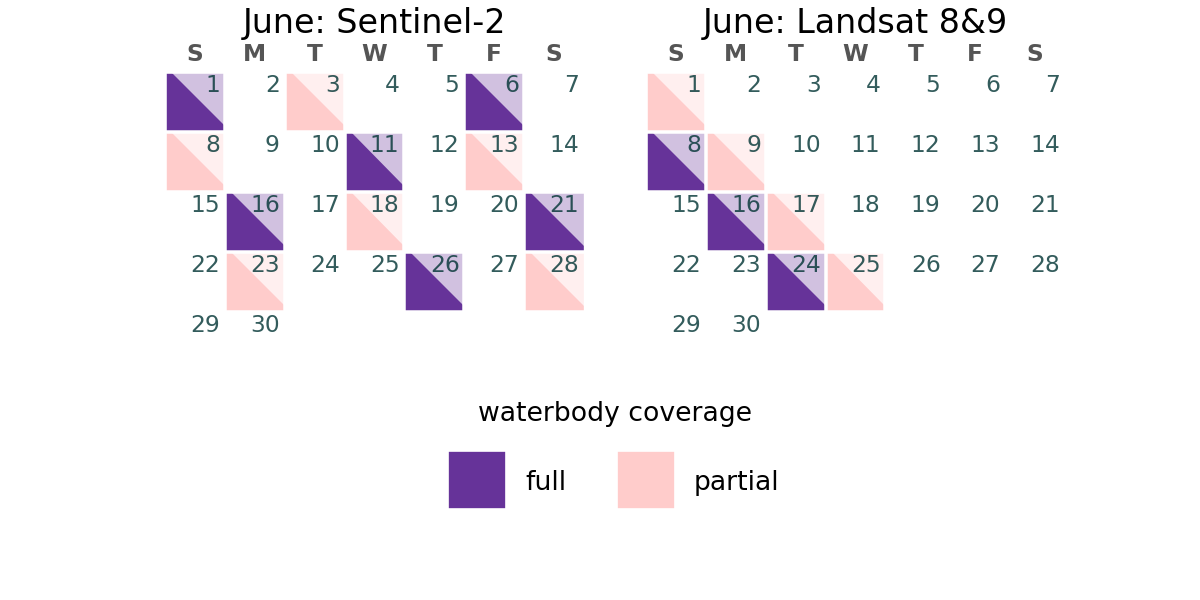 June: Sentinel-2
S M T W T F S
1 2 3 4 5 6 7
8 9 10 11 12 13 14
15 16 17 18 19 20 21
22 23 24 25 26 27 28
29 30
June: Landsat 8&9
S M T W T F S
1 2 3 4 5 6 7
8 9 10 11 12 13 14
15 16 17 18 19 20 21
22 23 24 25 26 27 28
29 30
waterbody coverage
full
partial